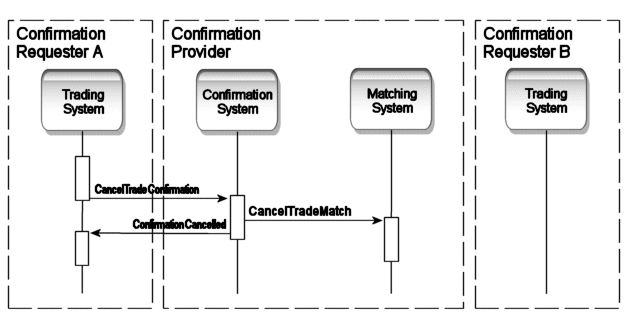 Confirmation
Requester A
Confirmation
Provider
Confirmation
Requester B
Trading
System
Confirmation
System
Matching
System
Trading
System
CancelTradeConfirmation
CancelTradeMatch
ConfirmationCancelled